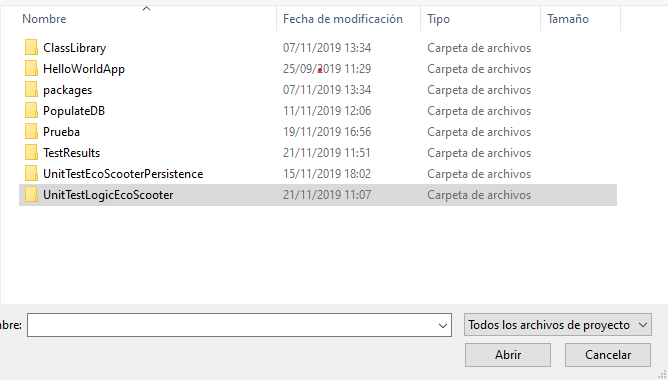 Nombre Fecha de modificación Tipo Tamaño
ClassLibrary 07/11/2019 13:34 Carpeta de archivos
HelloWorldApp 25/09/2019 11:29 Carpeta de archivos
packages 07/11/2019 13:34 Carpeta de archivos
PopulateDB 11/11/2019 12:06 Carpeta de archivos
Prueba 19/11/2019 16:56 Carpeta de archivos
TestResults 21/11/2019 11:51 Carpeta de archivos
UnitTestEcoScooterPersistence 15/11/2019 18:02 Carpeta de archivos
UnitTestLogicEcoScooter 21/11/2019 11:07 Carpeta de archivos
bre: Todos los archivos de proyecto
Abrir Cancelar